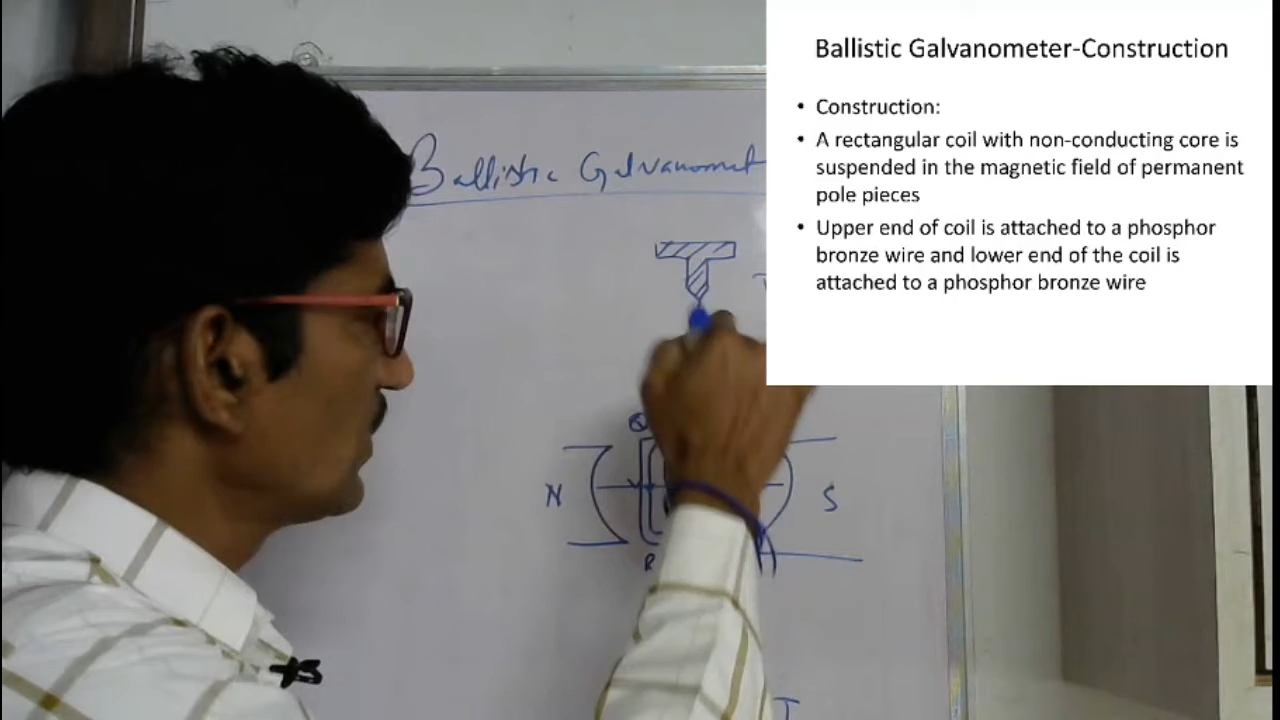 Ballistic Galvanomet
N
Q
S
R
Ballistic Galvanometer-Construction
• Construction:
• A rectangular coil with non-conducting core is
suspended in the magnetic field of permanent
pole pieces
• Upper end of coil is attached to a phosphor
bronze wire and lower end of the coil is
attached to a phosphor bronze wire